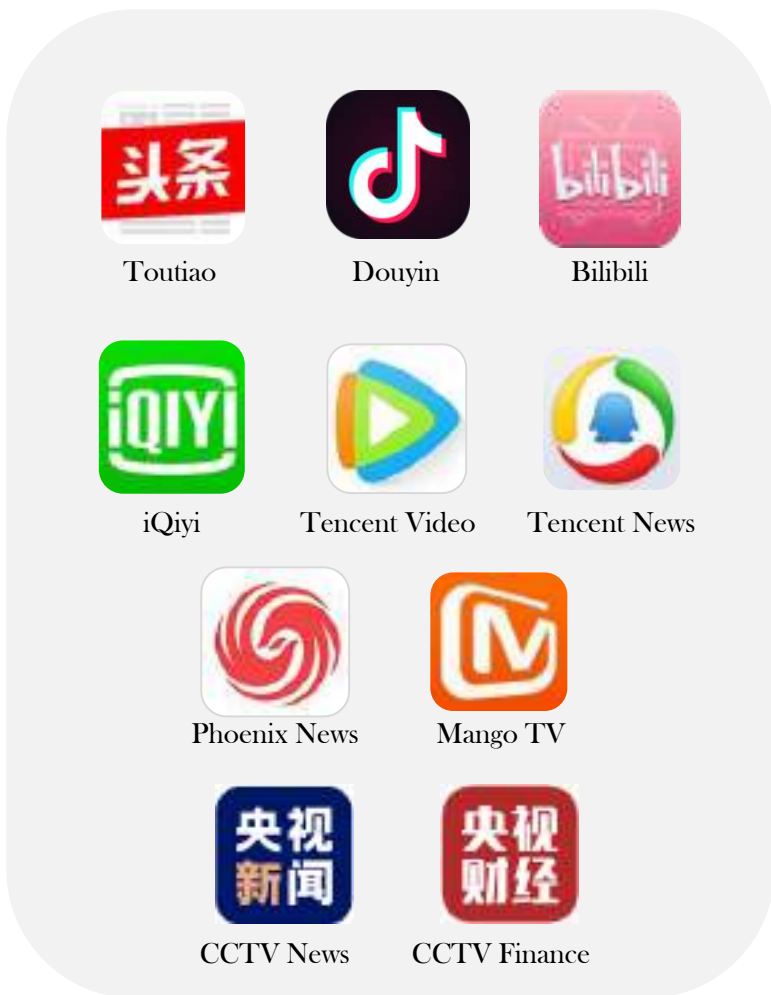 头条
Toutiao
Douyin
bilibili
Bilibili
iQIYI
iQiyi
Tencent Video
Tencent News
Phoenix News
Mango TV
央视
新闻
CCTV News
央视
财经
CCTV Finance